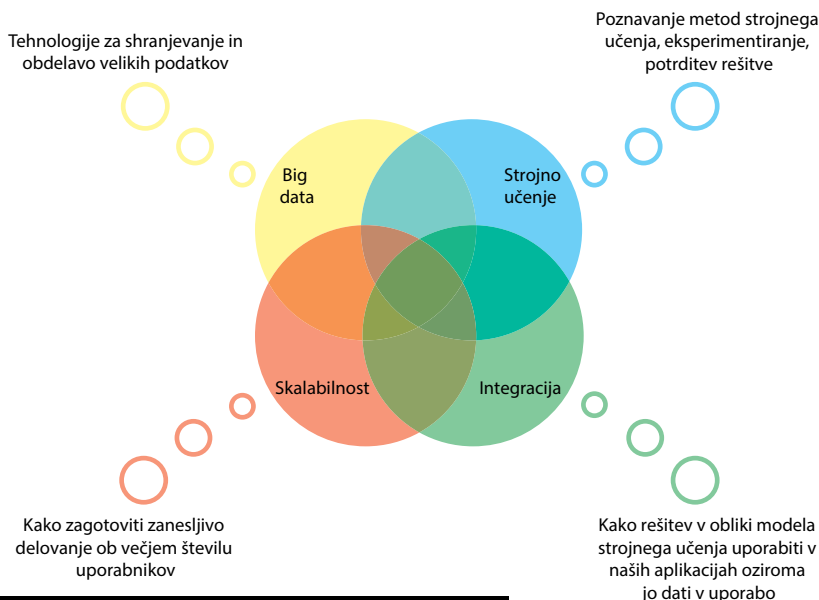 Tehnologije za shranjevanje in
obdelavo velikih podatkov
Poznavanje metod strojnega
učenja, eksperimentiranje,
potrditev rešitve
Big
data
Strojno
učenje
Skalabilnost
Integracija
Kako zagotoviti zanesljivo
delovanje ob večjem številu
uporabnikov
Kako rešitev v obliki modela
strojnega učenja uporabiti v
naših aplikacijah oziroma
jo dati v uporabo